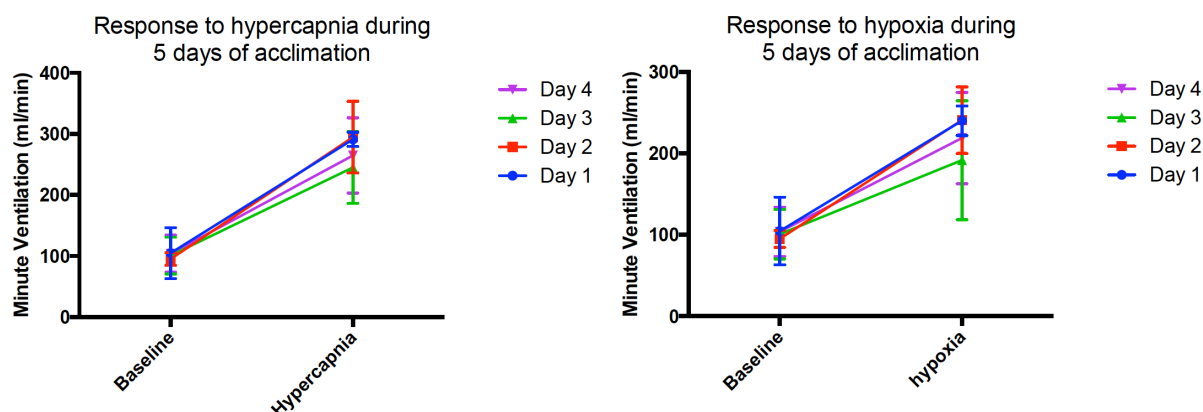 Response to hypercapnia during
5 days of acclimation
Minute Ventilation (ml/min)
400
300
200
100
0
Baseline
Hypercapnia
Day 4
Day 3
Day 2
Day 1
Response to hypoxia during
5 days of acclimation
Minute Ventilation (ml/min)
300
200
100
0
Baseline
hypoxia
Day 4
Day 3
Day 2
Day 1